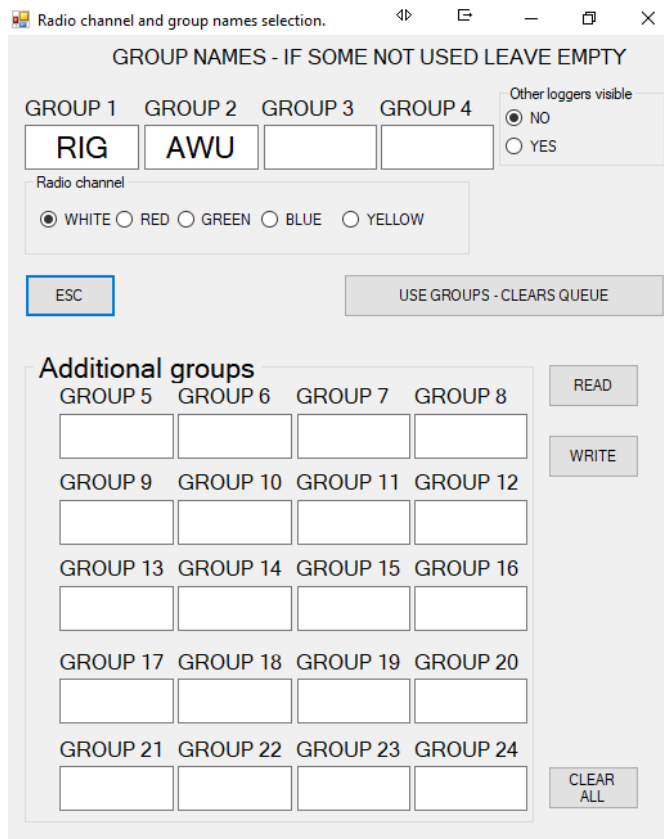 Radio channel and group names selection.
GROUP NAMES - IF SOME NOT USED LEAVE EMPTY
GROUP 1 GROUP 2 GROUP 3 GROUP 4
RIG AWU
Other loggers visible
NO
YES
Radio channel
WHITE RED GREEN BLUE YELLOW
ESC USE GROUPS - CLEARS QUEUE
Additional groups
GROUP 5 GROUP 6 GROUP 7 GROUP 8
READ
WRITE
GROUP 9 GROUP 10 GROUP 11 GROUP 12
GROUP 13 GROUP 14 GROUP 15 GROUP 16
GROUP 17 GROUP 18 GROUP 19 GROUP 20
GROUP 21 GROUP 22 GROUP 23 GROUP 24
CLEAR
ALL